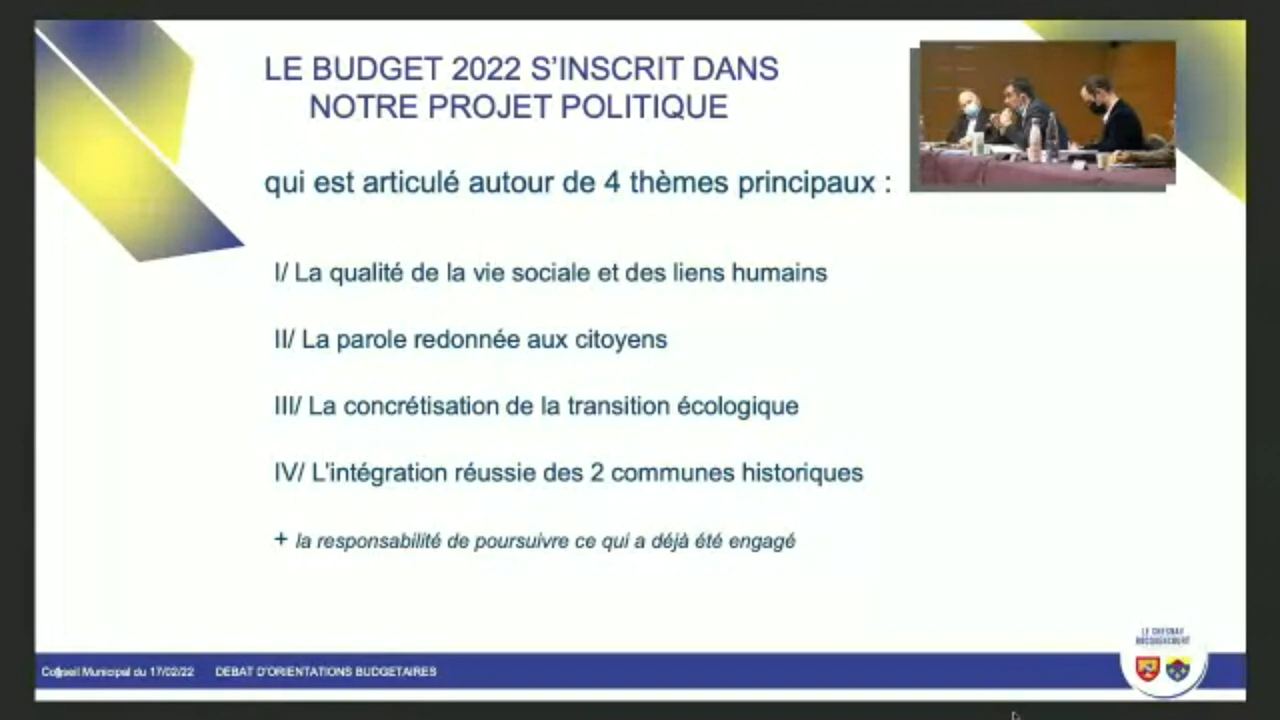 LE BUDGET 2022 S'INSCRIT DANS
NOTRE PROJET POLITIQUE
qui est articulé autour de 4 thèmes principaux :
I/ La qualité de la vie sociale et des liens humains
II/ La parole redonnée aux citoyens
III/ La concrétisation de la transition écologique
IV/ L'intégration réussie des 2 communes historiques
+ la responsabilité de poursuivre ce qui a déjà été engagé
LE CHESNAY
ROCQUENCOURT
Conseil Municipal du 17/02/22 DEBAT D'ORIENTATIONS BUDGETAIRES